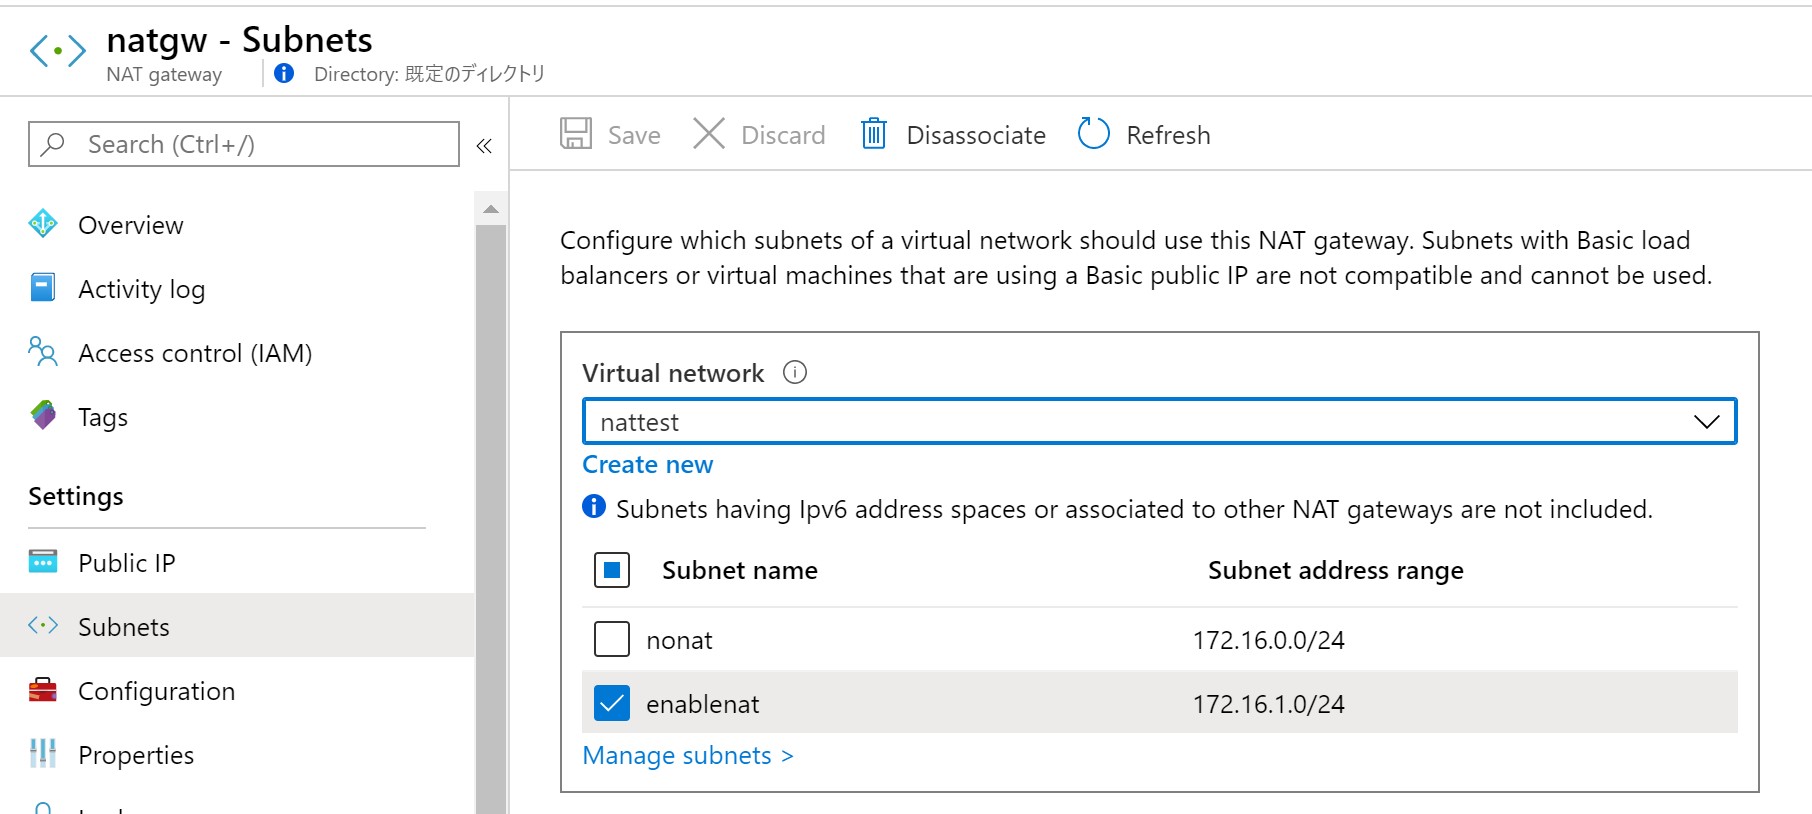 natgw - Subnets
NAT gateway
Directory: 既定のディレクトリ
Search (Ctrl+/)
«
Overview
Activity log
Access control (IAM)
Tags
Settings
Public IP
Subnets
Configuration
Properties
Save Discard Disassociate Refresh
Configure which subnets of a virtual network should use this NAT gateway. Subnets with Basic load
balancers or virtual machines that are using a Basic public IP are not compatible and cannot be used.
Virtual network
nattest
Create new
Subnets having Ipv6 address spaces or associated to other NAT gateways are not included.
Subnet name Subnet address range
nonat 172.16.0.0/24
enablenat 172.16.1.0/24
Manage subnets >